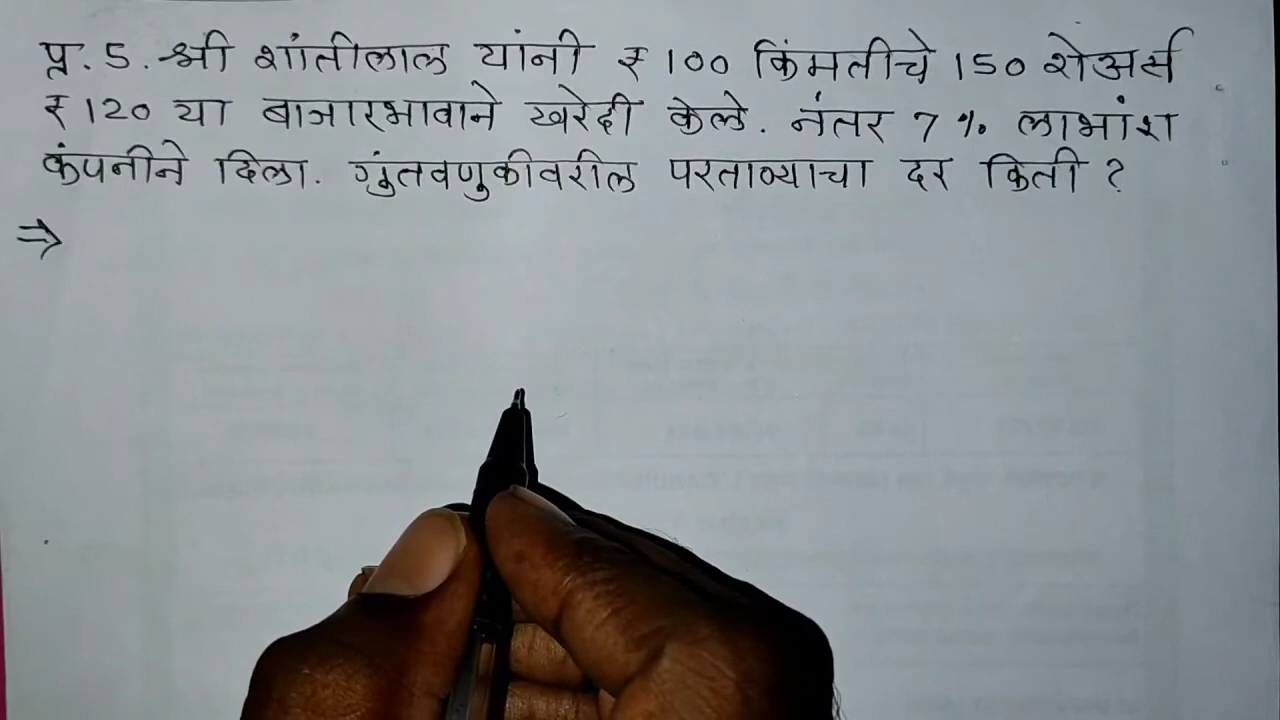 प्र. 5. श्री शांतीलाल यांनी ₹ 100 किंमतीचे 150 शेअर्स
₹ 120 या बाजारभावाने खरेदी केले. नंतर 7 % लाभांश
कंपनीने दिला. गुंतवणुकीवरील परताव्याचा दर किती ?
⇒